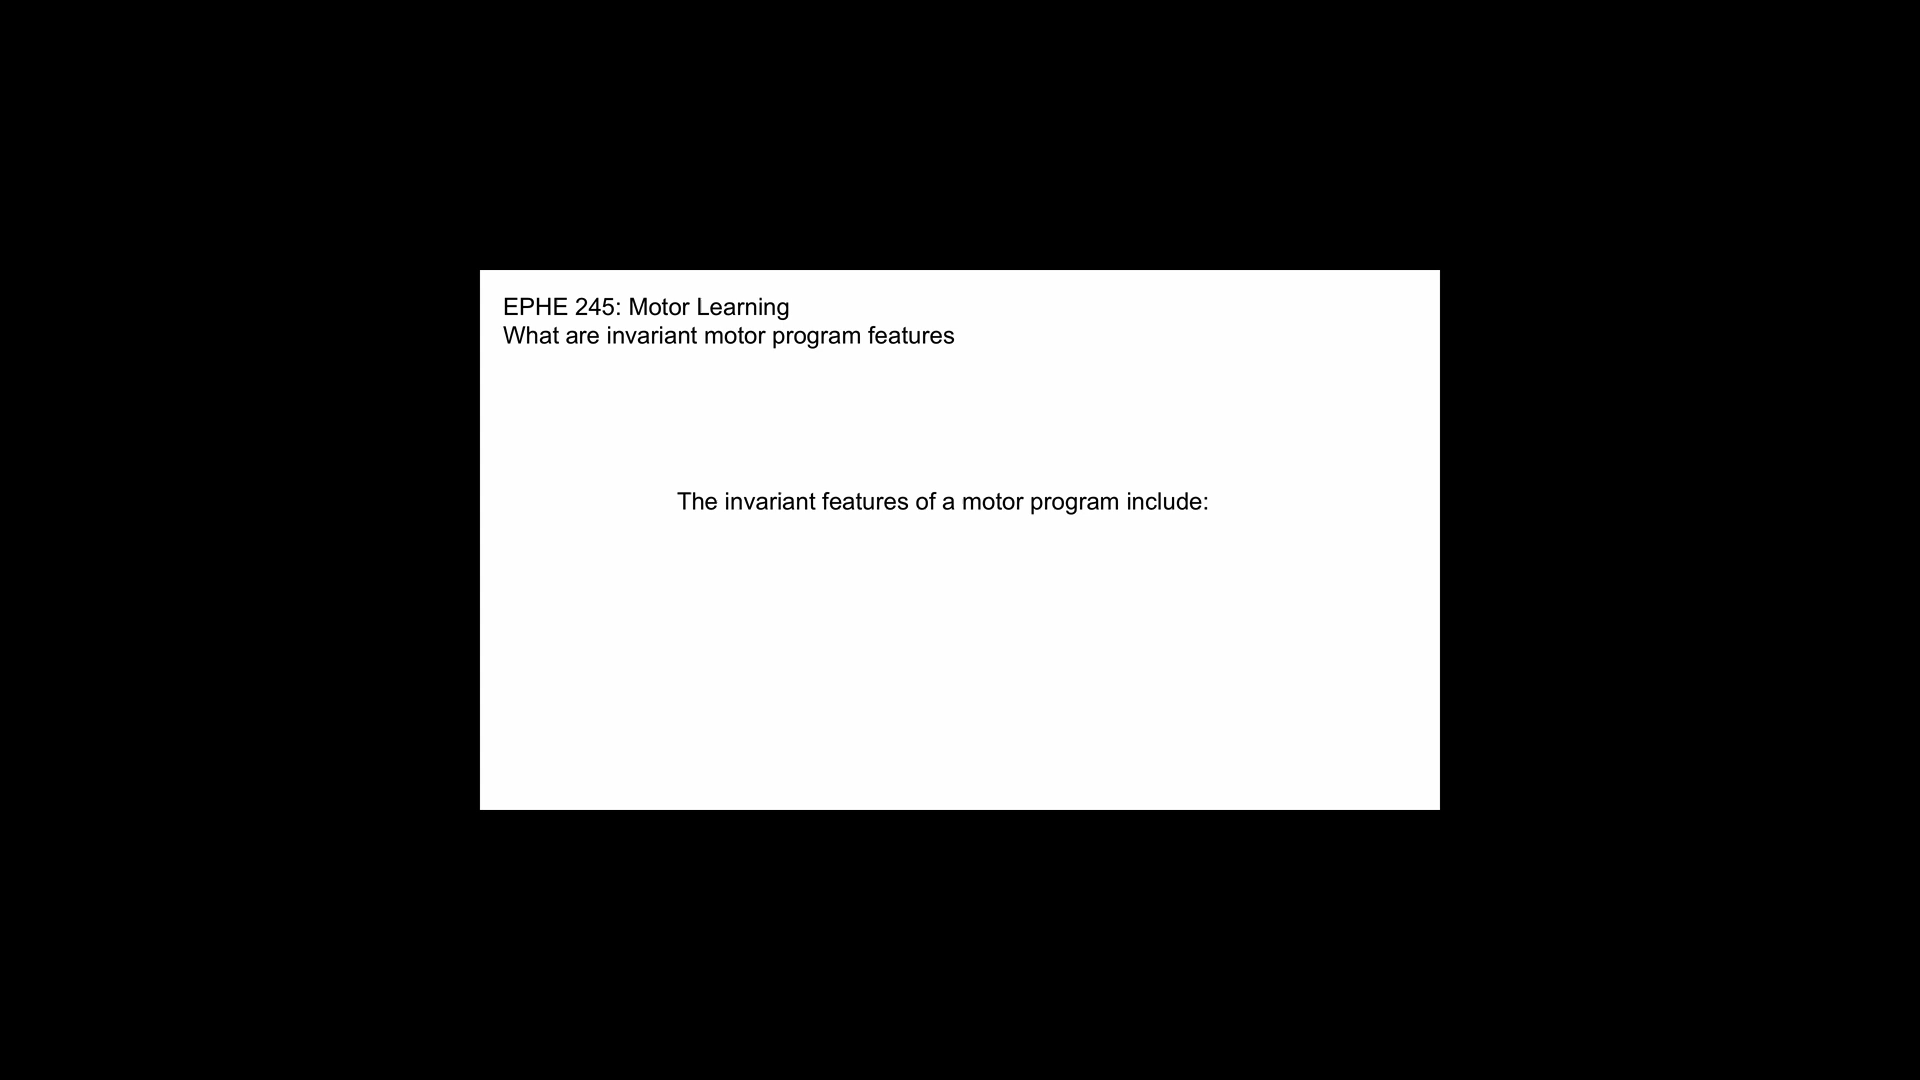 EPHE 245: Motor Learning
What are invariant motor program features
The invariant features of a motor program include: